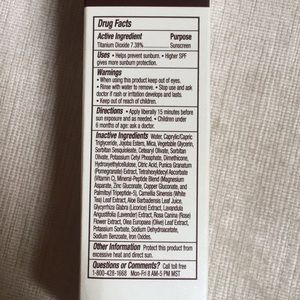 Drug Facts
Active Ingredient Purpose
Titanium Dioxide 7.38% Sunscreen
Uses • Helps prevent sunburn. • Higher SPF
gives more sunburn protection.
Warnings
• When using this product keep out of eyes.
• Rinse with water to remove. • Stop use and ask
doctor if rash or irritation develops and lasts.
• Keep out of reach of children.
Directions • Apply liberally 15 minutes before
sun exposure and as needed. • Children under
6 months of age: ask a doctor.
Inactive Ingredients Water, Caprylic/Capric
Triglyceride, Jojoba Esters, Mica, Vegetable Glycerin,
Sorbitan Sesquioleate, Cetearyl Olivate, Sorbitan
Olivate, Potassium Cetyl Phosphate, Dimethicone,
Hydroxyethylcellulose, Citric Acid, Punica Granatum
(Pomegranate) Extract, Tetrahexyldecyl Ascorbate
(Vitamin C), Mineral-Peptide Blend (Magnesium
Asparate, Zinc Gluconate, Copper Gluconate, and
Palmitoyl Tripeptide-5), Camellia Sinensis (White
Tea) Leaf Extract, Aloe Barbadensis Leaf Juice,
Glycyrrhiza Glabra (Licorice) Extract, Lavandula
Angustifolia (Lavender) Extract, Rosa Canina (Rose)
Flower Extract, Olea Europaea (Olive) Leaf Extract,
Potassium Sorbate, Sodium Dehydroacetate,
Sodium Benzoate, Iron Oxides.
Other Information Protect this product from
excessive heat and direct sun.
Questions or Comments? Call toll free
1-800-428-1668 Mon-Fri 8 AM-5 PM MST